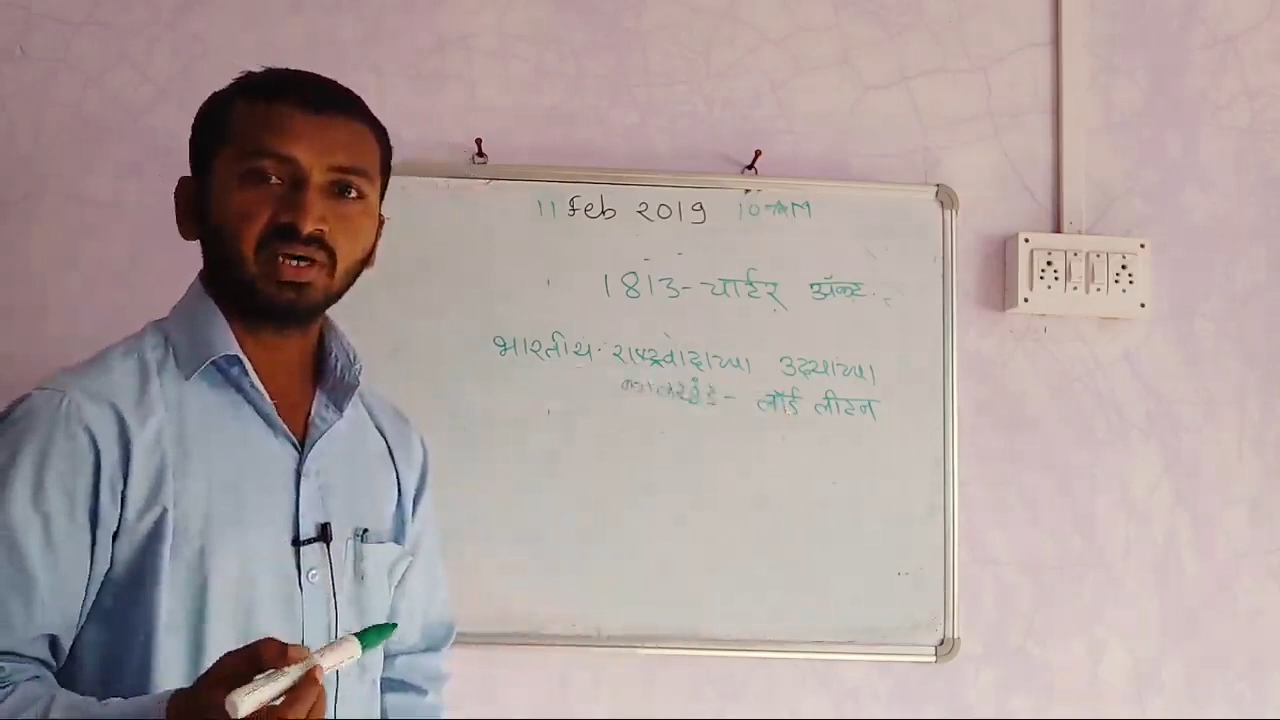 11 Feb 2019 10 AM
1813 - चार्टर ॲक्ट.
भारतीय राष्ट्रवादाच्या उदयाच्या
- लॉर्ड लीटन